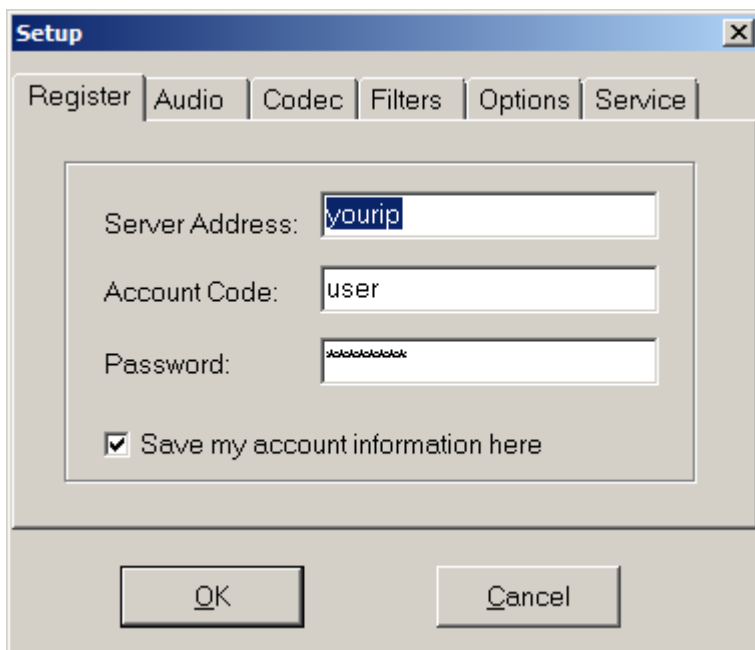 Setup
Register Audio Codec Filters Options Service
Server Address: yourip
Account Code: user
Password: *********
Save my account information here
OK Cancel